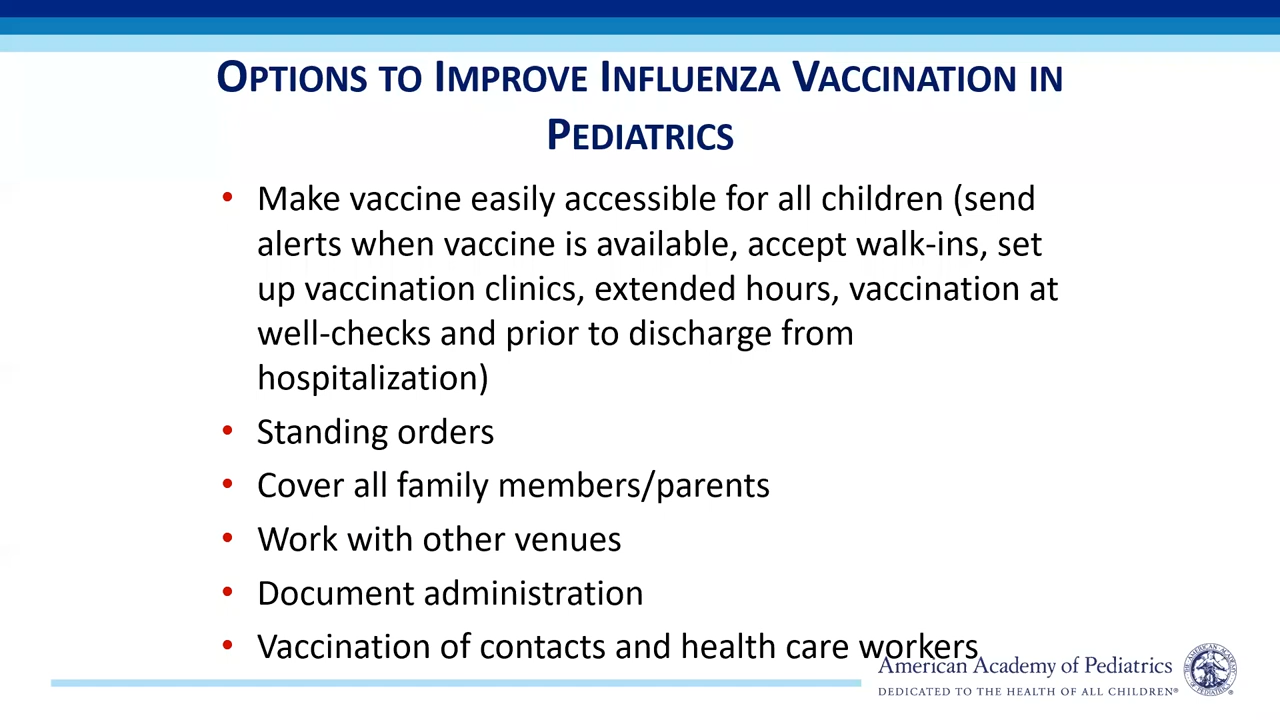 OPTIONS TO IMPROVE INFLUENZA VACCINATION IN
PEDIATRICS
• Make vaccine easily accessible for all children (send
alerts when vaccine is available, accept walk-ins, set
up vaccination clinics, extended hours, vaccination at
well-checks and prior to discharge from
hospitalization)
• Standing orders
• Cover all family members/parents
• Work with other venues
• Document administration
• Vaccination of contacts and health care workers
American Academy of Pediatrics
DEDICATED TO THE HEALTH OF ALL CHILDREN®